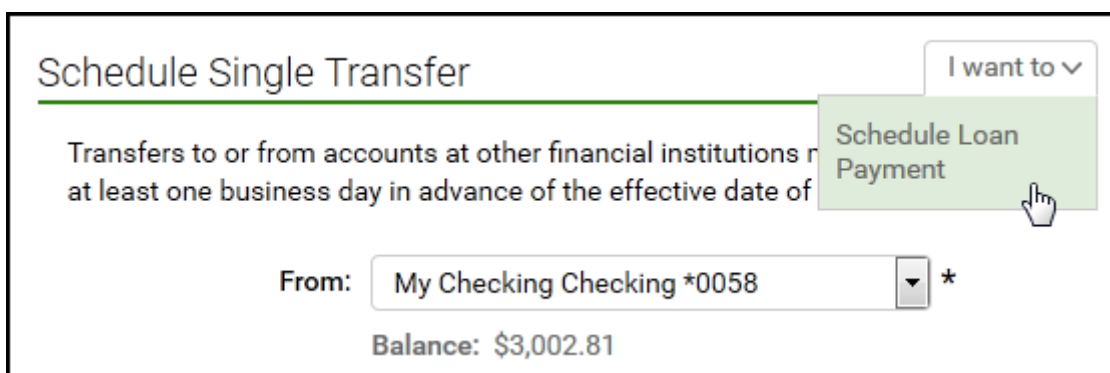 Schedule Single Transfer
I want to
Schedule Loan
Payment
Transfers to or from accounts at other financial institutions
at least one business day in advance of the effective date of
From: My Checking Checking *0058 *
Balance: $3,002.81